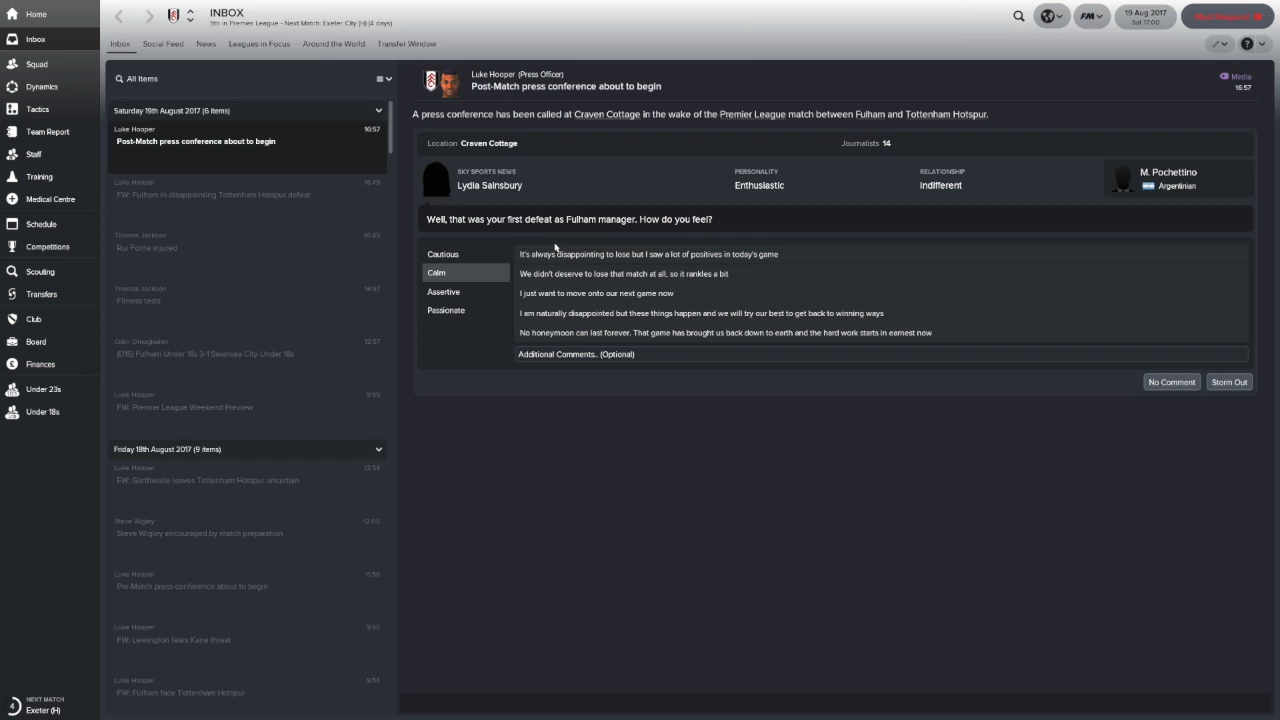 Home
Inbox
Squad
Dynamics
Tactics
Team Report
Staff
Training
Medical Centre
Schedule
Competitions
Scouting
Transfers
Club
Board
Finances
Under 23s
Under 18s
4
NEXT MATCH
Exeter (H)
INBOX
9th in Premier League - Next Match: Exeter City (H) (4 days)
FM
19 Aug 2017
Sat 17:00
Inbox
Social Feed
News
Leagues in Focus
Around the World
Transfer Window
?
All Items
Saturday 19th August 2017 (6 items)
Luke Hooper 16:57
Post-Match press conference about to begin
Luke Hooper 16:49
FW: Fulham in disappointing Tottenham Hotspur defeat
Thomas Jackson 16:49
Rui Fonte injured
Thomas Jackson 14:57
Fitness tests
Colin Omogbehin 12:57
(D1S) Fulham Under 18s 3-1 Swansea City Under 18s
Luke Hooper 9:59
FW: Premier League Weekend Preview
Friday 18th August 2017 (9 items)
Luke Hooper 12:54
FW: Garthwaite leaves Tottenham Hotspur uncertain
Steve Wigley 12:00
Steve Wigley encouraged by match preparation
Luke Hooper 11:50
Pre-Match press conference about to begin
Luke Hooper 9:55
FW: Lewington fears Kane threat
Luke Hooper 9:54
FW: Fulham face Tottenham Hotspur
Luke Hooper (Press Officer)
Post-Match press conference about to begin
Media
16:57
A press conference has been called at Craven Cottage in the wake of the Premier League match between Fulham and Tottenham Hotspur.
Location Craven Cottage
Journalists 14
SKY SPORTS NEWS
Lydia Sainsbury
PERSONALITY
Enthusiastic
RELATIONSHIP
Indifferent
M. Pochettino
Argentinian
Well, that was your first defeat as Fulham manager. How do you feel?
Cautious
Calm
Assertive
Passionate
It's always disappointing to lose but I saw a lot of positives in today's game
We didn't deserve to lose that match at all, so it rankles a bit
I just want to move onto our next game now
I am naturally disappointed but these things happen and we will try our best to get back to winning ways
No honeymoon can last forever. That game has brought us back down to earth and the hard work starts in earnest now
Additional Comments.. (Optional)
No Comment
Storm Out